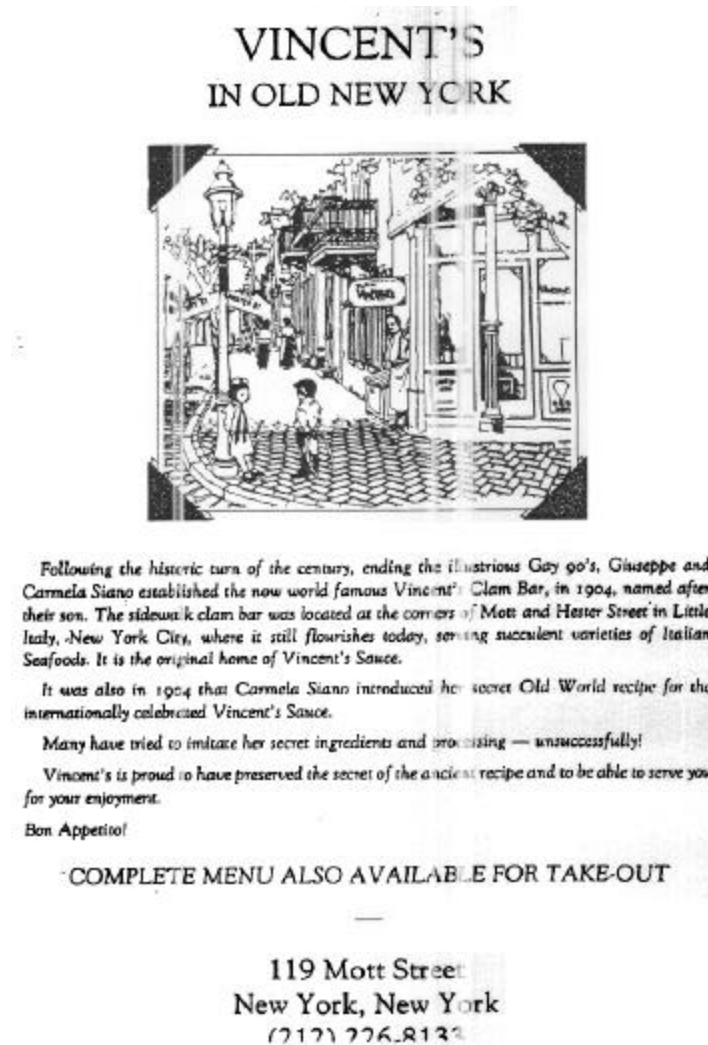 VINCENT'S
IN OLD NEW YORK
VINCENT'S
HESTER ST
Following the historic turn of the century, ending the illustrious Gay 90's, Giuseppe and
Carmela Siano established the now world famous Vincent's Clam Bar, in 1904, named after
their son. The sidewalk clam bar was located at the corners of Mott and Hester Street in Little
Italy, New York City, where it still flourishes today, serving succulent varieties of Italian
Seafoods. It is the original home of Vincent's Sauce.
It was also in 1904 that Carmela Siano introduced her secret Old World recipe for the
internationally celebrated Vincent's Sauce.
Many have tried to imitate her secret ingredients and processing — unsuccessfully!
Vincent's is proud to have preserved the secret of the ancient recipe and to be able to serve you
for your enjoyment.
Bon Appetito!
COMPLETE MENU ALSO AVAILABLE FOR TAKE-OUT
119 Mott Street
New York, New York
(212) 226-8133